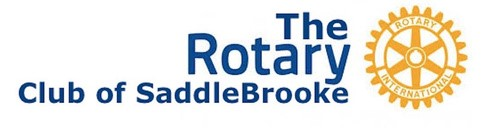 The
Rotary
Club of SaddleBrooke
ROTARY
INTERNATIONAL